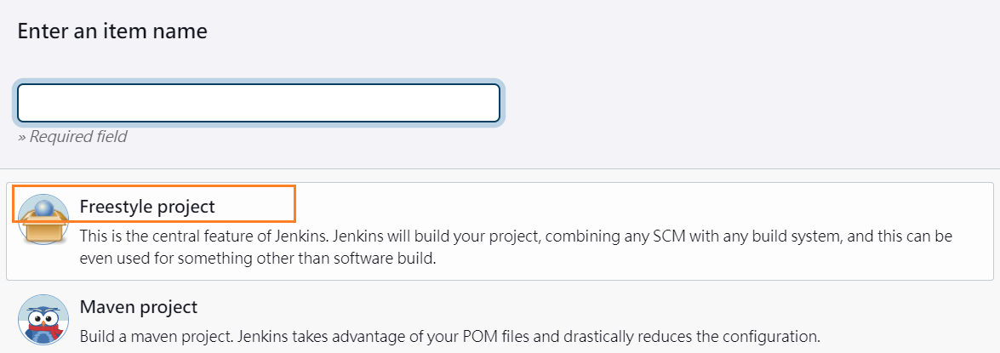 Enter an item name
» Required field
Freestyle project
This is the central feature of Jenkins. Jenkins will build your project, combining any SCM with any build system, and this can be
even used for something other than software build.
Maven project
Build a maven project. Jenkins takes advantage of your POM files and drastically reduces the configuration.